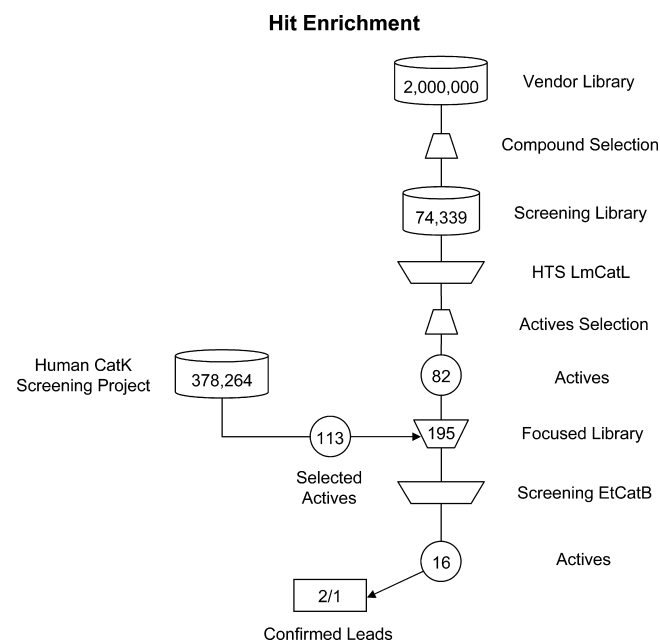 Hit Enrichment
2,000,000
Vendor Library
Compound Selection
74,339
Screening Library
HTS LmCatL
Actives Selection
Human CatK
Screening Project
378,264
82
Actives
113
Selected
Actives
195
Focused Library
Screening EtCatB
16
Actives
2/1
Confirmed Leads